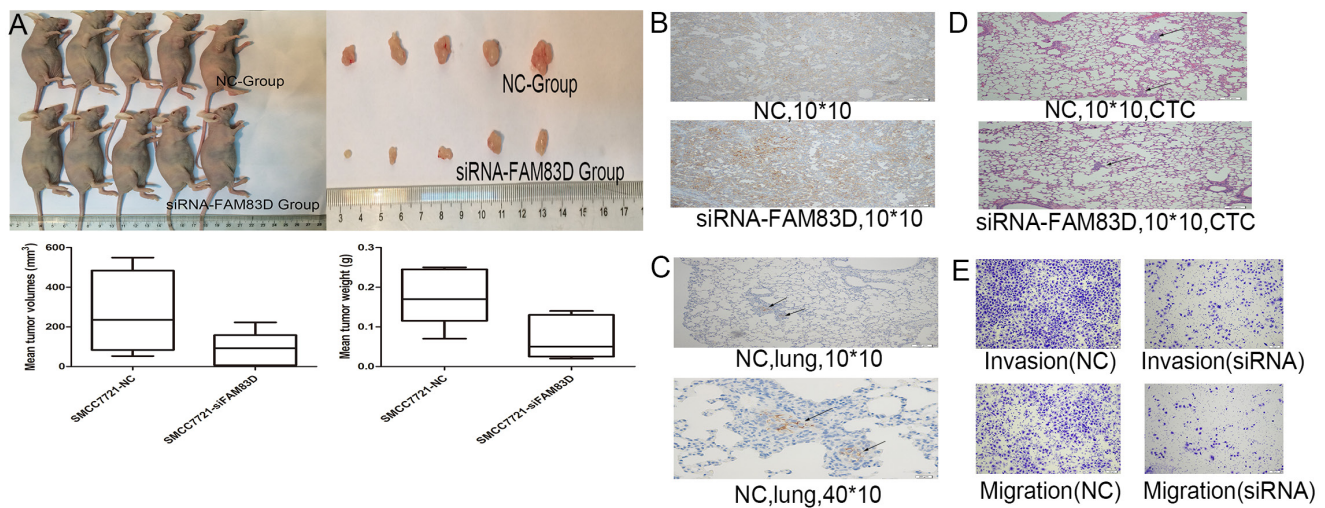 A
NC-Group
siRNA-FAM83D Group
NC-Group
siRNA-FAM83D Group
3 4 5 6 7 8 9 10 11 12 13 14 15 16 17
Mean tumor volumes (mm³)
600
400
200
0
SMCC7721-NC
SMCC7721-siFAM83D
Mean tumor weight (g)
0.3
0.2
0.1
0.0
SMCC7721-NC
SMCC7721-siFAM83D
B
NC,10*10
siRNA-FAM83D,10*10
C
NC,lung,10*10
NC,lung,40*10
D
NC,10*10,CTC
siRNA-FAM83D,10*10,CTC
E
Invasion(NC)
Invasion(siRNA)
Migration(NC)
Migration(siRNA)